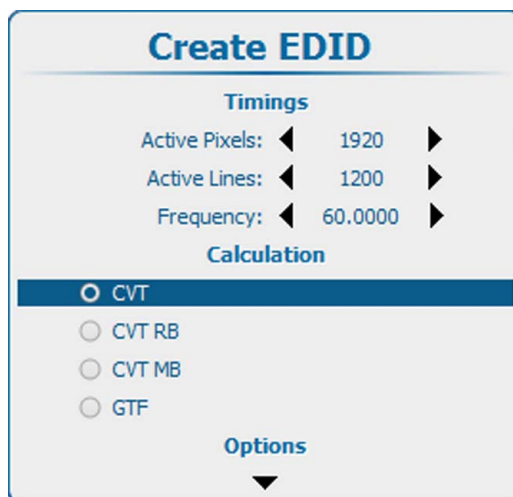 Create EDID
Timings
Active Pixels: 1920
Active Lines: 1200
Frequency: 60.0000
Calculation
CVT
CVT RB
CVT MB
GTF
Options